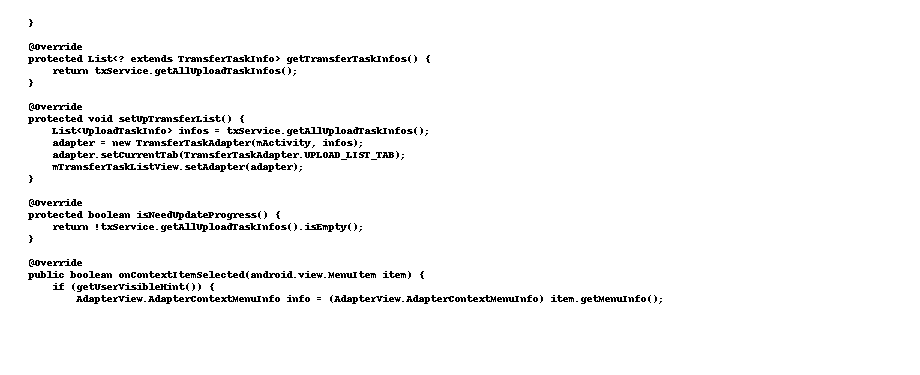 }
@Override
protected List<? extends TransferTaskInfo> getTransferTaskInfos() {
return txService.getAllUploadTaskInfos();
}
@Override
protected void setUpTransferList() {
List<UploadTaskInfo> infos = txService.getAllUploadTaskInfos();
adapter = new TransferTaskAdapter(mActivity, infos);
adapter.setCurrentTab(TransferTaskAdapter.UPLOAD_LIST_TAB);
mTransferTaskListView.setAdapter(adapter);
}
@Override
protected boolean isNeedUpdateProgress() {
return !txService.getAllUploadTaskInfos().isEmpty();
}
@Override
public boolean onContextItemSelected(android.view.MenuItem item) {
if (getUserVisibleHint()) {
AdapterView.AdapterContextMenuInfo info = (AdapterView.AdapterContextMenuInfo) item.getMenuInfo();